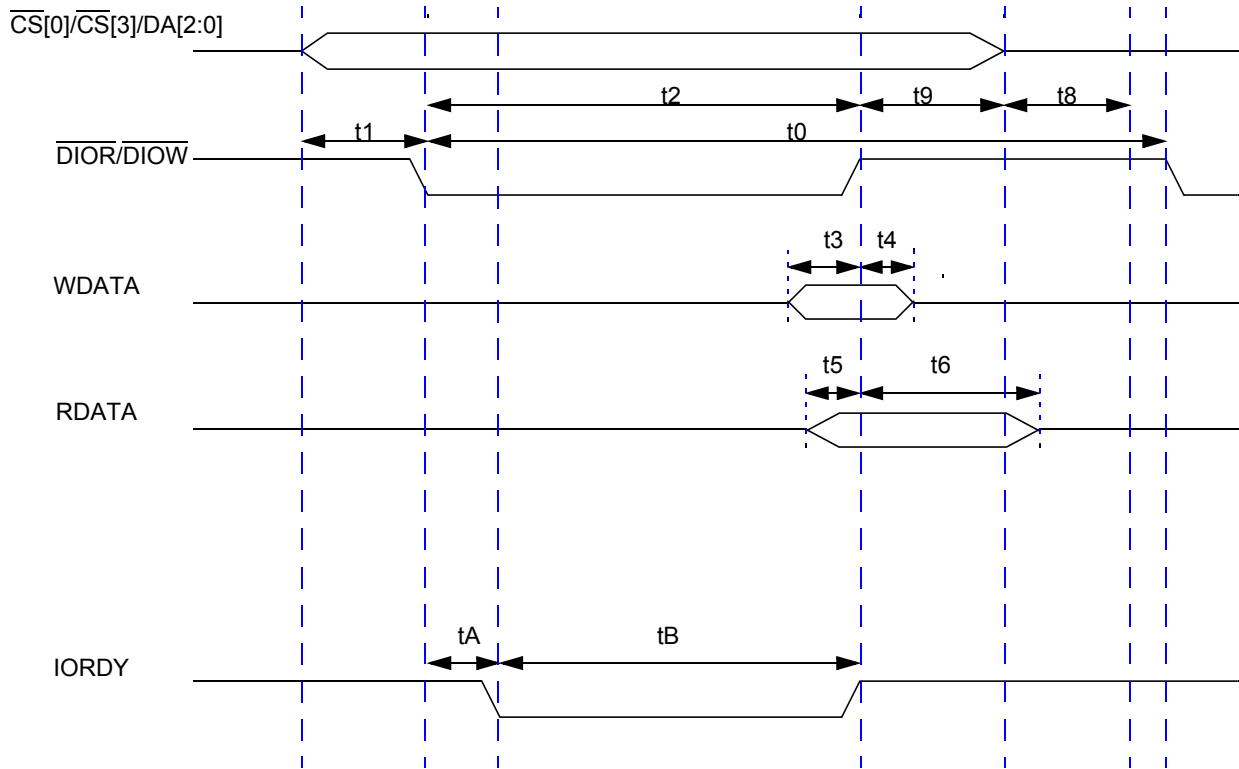 CS[0]/CS[3]/DA[2:0]
t2
t9
t8
t1
t0
DIOR/DIOW
t3
t4
WDATA
t5
t6
RDATA
tA
tB
IORDY